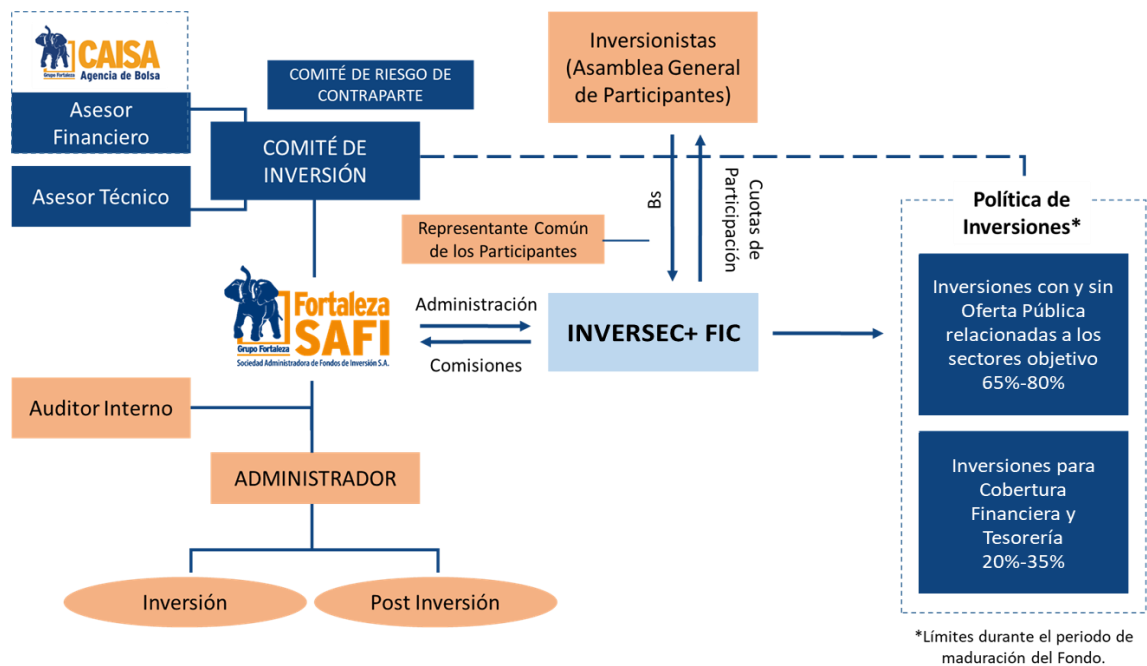 CAISA
Grupo Fortaleza
Agencia de Bolsa
Asesor
Financiero
Asesor Técnico
COMITÉ DE RIESGO DE
CONTRAPARTE
COMITÉ DE
INVERSIÓN
Inversionistas
(Asamblea General
de Participantes)
Bs
Cuotas de
Participación
Representante Común
de los Participantes
Fortaleza
SAFI
Grupo Fortaleza
Sociedad Administradora de Fondos de Inversión S.A.
Administración
Comisiones
INVERSEC+ FIC
Política de
Inversiones*
Inversiones con y sin
Oferta Pública
relacionadas a los
sectores objetivo
65%-80%
Inversiones para
Cobertura
Financiera y
Tesorería
20%-35%
*Límites durante el periodo de
maduración del Fondo.
Auditor Interno
ADMINISTRADOR
Inversión
Post Inversión